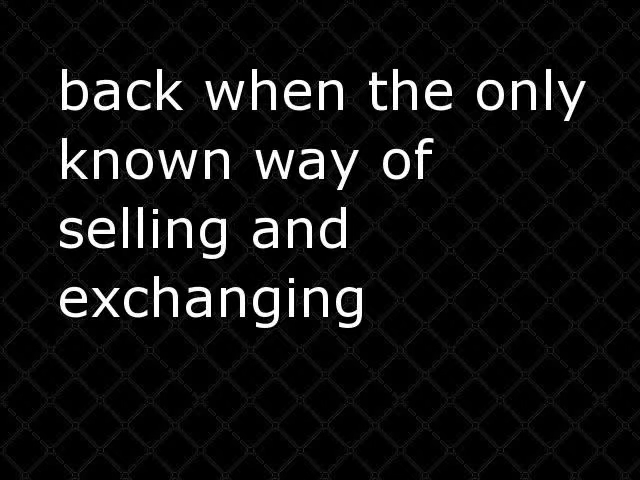 back when the only
known way of
selling and
exchanging